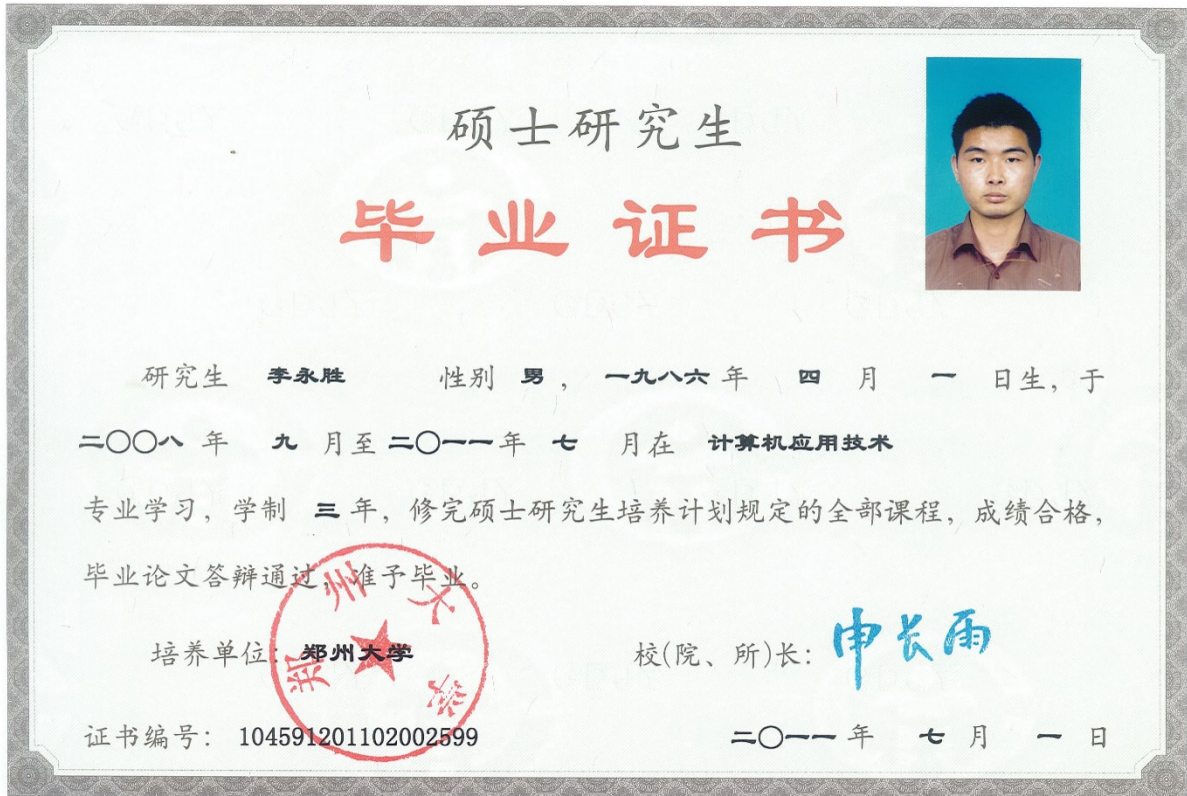 硕士研究生
毕业证书
研究生 李永胜 性别 男，一九八六 年 四 月 一 日生，于
二〇〇八 年 九 月至 二〇一一 年 七 月在 计算机应用技术
专业学习，学制 三 年，修完硕士研究生培养计划规定的全部课程，成绩合格，
毕业论文答辩通过，准予毕业。
郑州大学
培养单位：郑州大学 校(院、所)长：申长雨
证书编号：104591201102002599 二〇一一 年 七 月 一 日